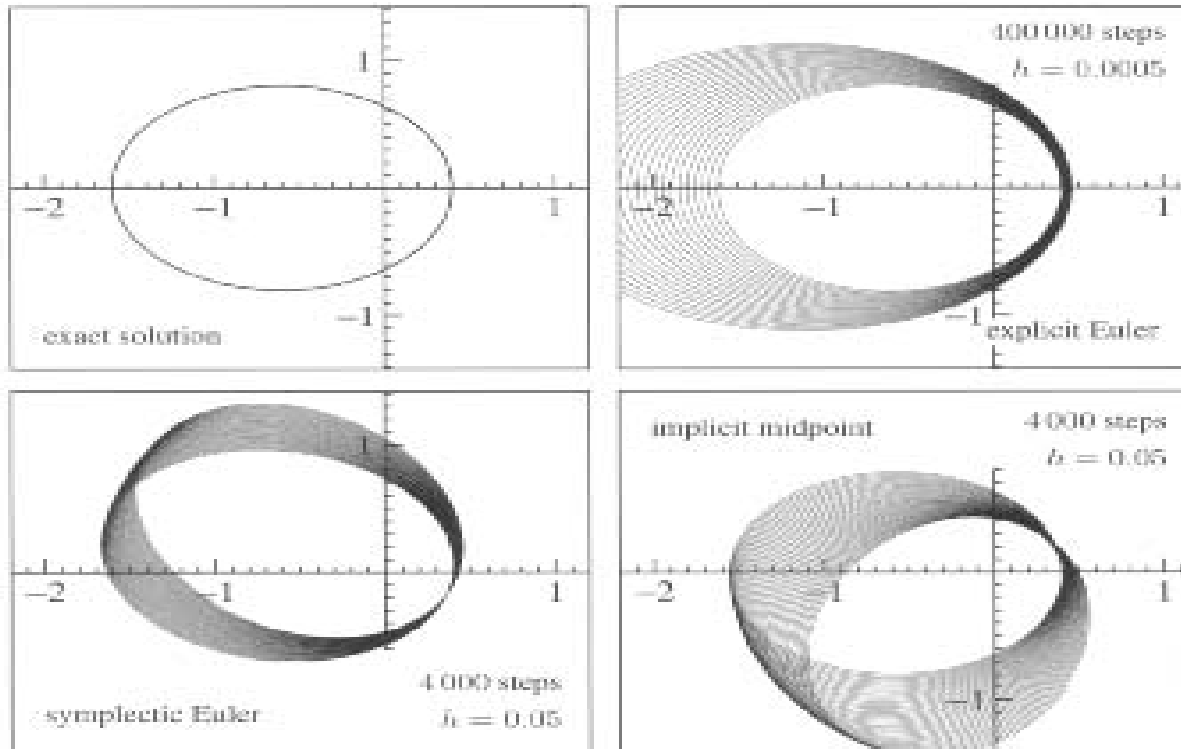 1
−2
−1
1
−1
exact solution
400 000 steps
h = 0.0005
−2
−1
1
−1
explicit Euler
1
−2
−1
1
4 000 steps
symplectic Euler
h = 0.05
implicit midpoint
4 000 steps
h = 0.05
−2
−1
1
−1